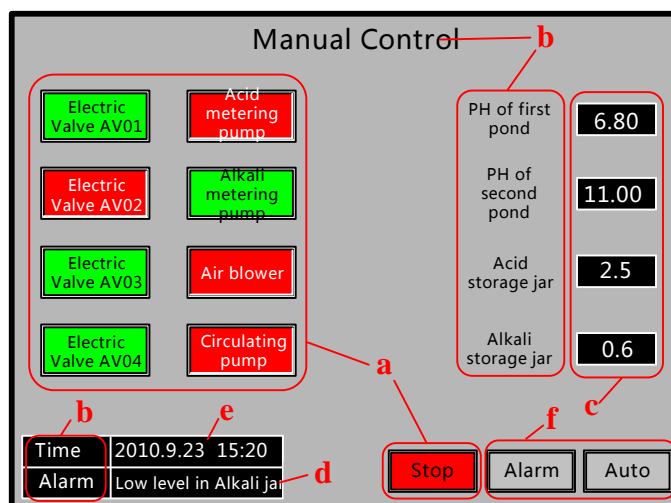 Manual Control
b
Electric
Valve AV01
Acid
metering
pump
PH of first
pond
6.80
Electric
Valve AV02
Alkali
metering
pump
PH of
second
pond
11.00
Electric
Valve AV03
Air blower
Acid
storage jar
2.5
Electric
Valve AV04
Circulating
pump
Alkali
storage jar
0.6
a
b
e
c
f
Time
2010.9.23 15:20
Alarm
Low level in Alkali jar
d
Stop
Alarm
Auto